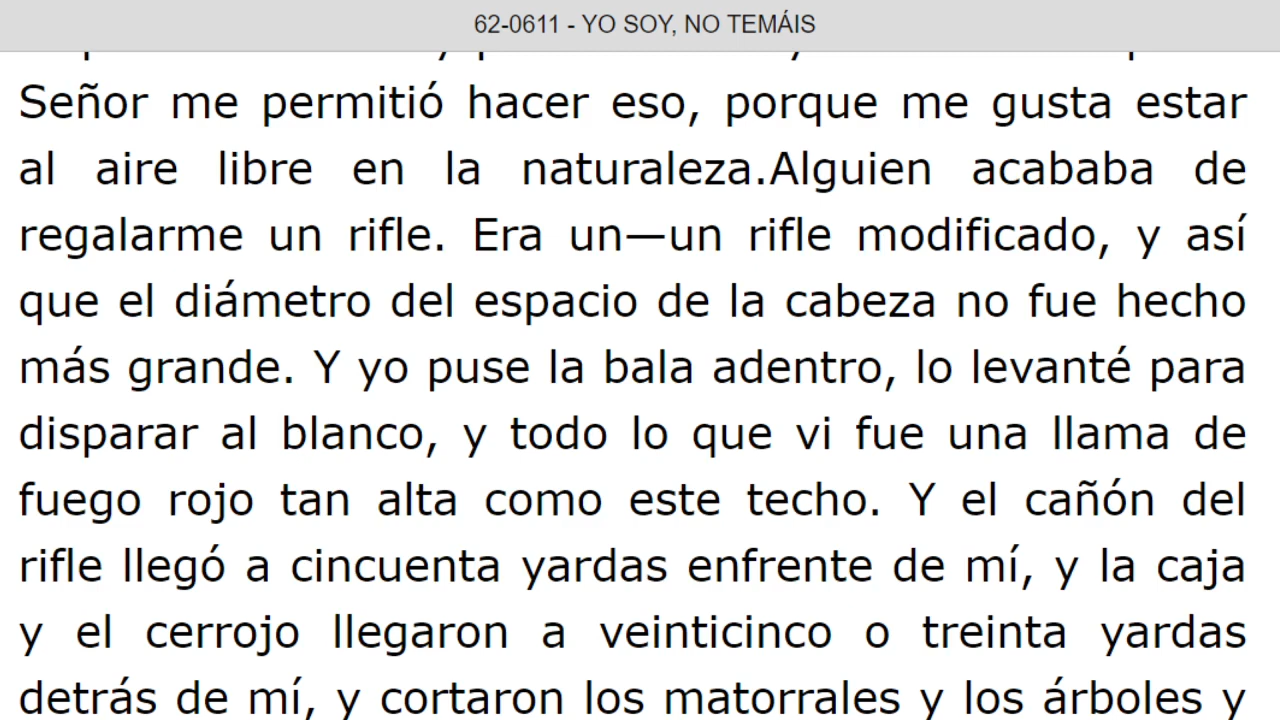 62-0611 - YO SOY, NO TEMÁIS
Señor me permitió hacer eso, porque me gusta estar
al aire libre en la naturaleza.Alguien acababa de
regalarme un rifle. Era un—un rifle modificado, y así
que el diámetro del espacio de la cabeza no fue hecho
más grande. Y yo puse la bala adentro, lo levanté para
disparar al blanco, y todo lo que vi fue una llama de
fuego rojo tan alta como este techo. Y el cañón del
rifle llegó a cincuenta yardas enfrente de mí, y la caja
y el cerrojo llegaron a veinticinco o treinta yardas
detrás de mí, y cortaron los matorrales y los árboles y